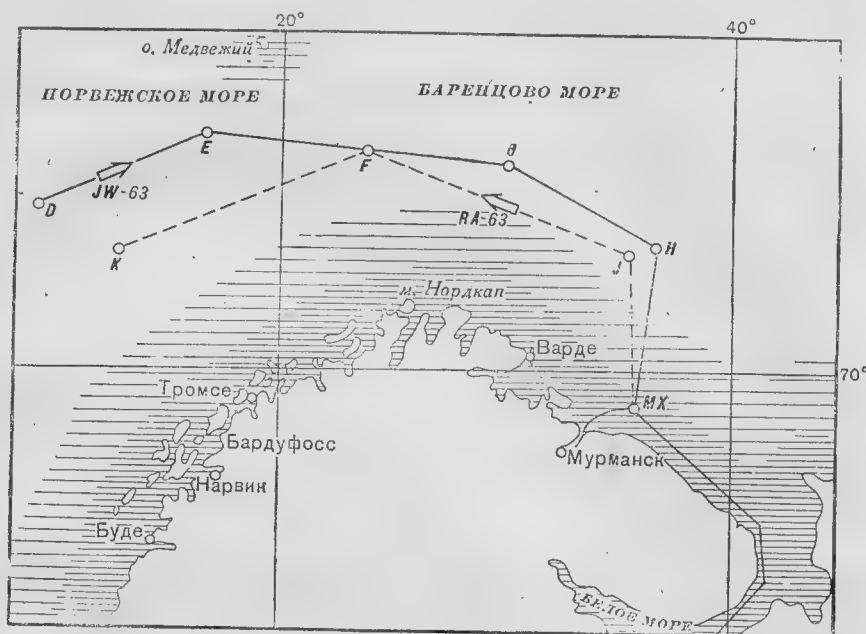 20°
40°
о. Медвежий
НОРВЕЖСКОЕ МОРЕ
БАРЕНЦОВО МОРЕ
E
F
θ
JW-63
D
RA-63
K
J
H
м. Нордкап
Варде
70°
Тромсе
МХ
Бардуфосс
Мурманск
Нарвик
Буде
БЕЛОЕ МОРЕ